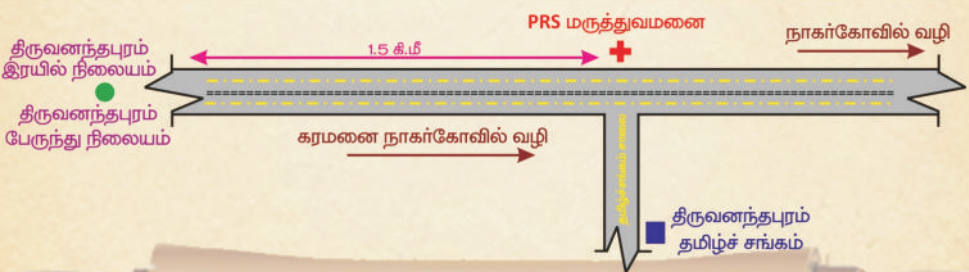 PRS மருத்துவமனை
நாகர்கோவில் வழி
திருவனந்தபுரம்
இரயில் நிலையம்
1.5 கி.மீ
திருவனந்தபுரம்
பேருந்து நிலையம்
கரமனை நாகர்கோவில் வழி
தமிழ்ச்சங்கம் சாலை
திருவனந்தபுரம்
தமிழ்ச் சங்கம்